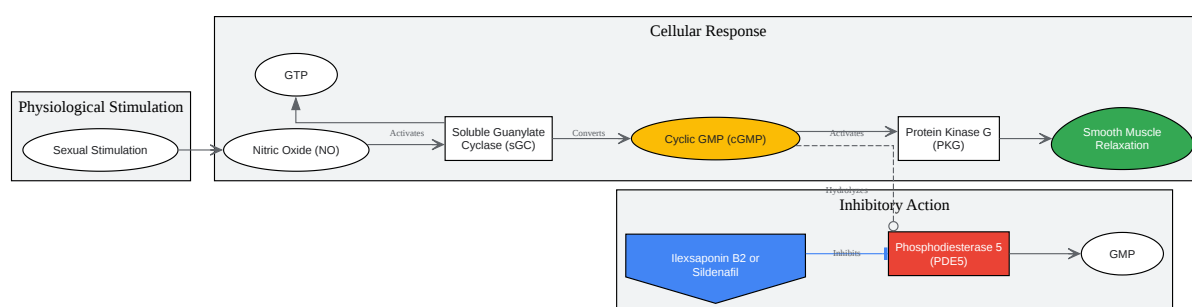 Cellular Response
GTP
Physiological Stimulation
Sexual Stimulation
Nitric Oxide (NO)
Activates
Soluble Guanylate
Cyclase (sGC)
Converts
Cyclic GMP (cGMP)
Activates
Protein Kinase G
(PKG)
Smooth Muscle
Relaxation
Hydrolyzes
Inhibitory Action
Ilexsaponin B2 or
Sildenafil
Inhibits
Phosphodiesterase 5
(PDE5)
GMP